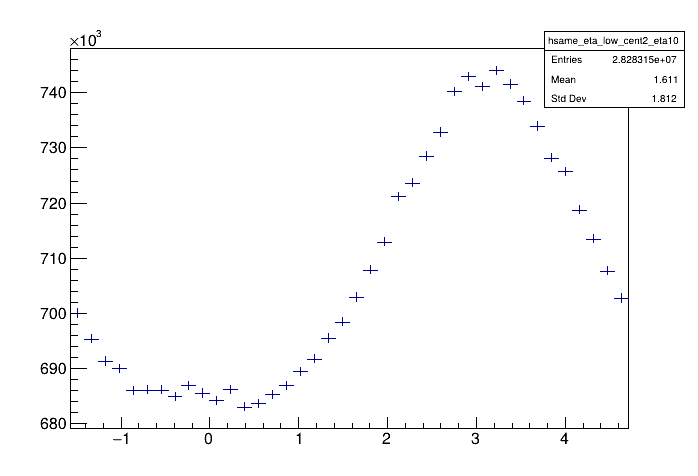 ×10³
hsame_eta_low_cent2_eta10
Entries 2.828315e+07
Mean 1.611
Std Dev 1.812
740
730
720
710
700
690
680
−1 0 1 2 3 4